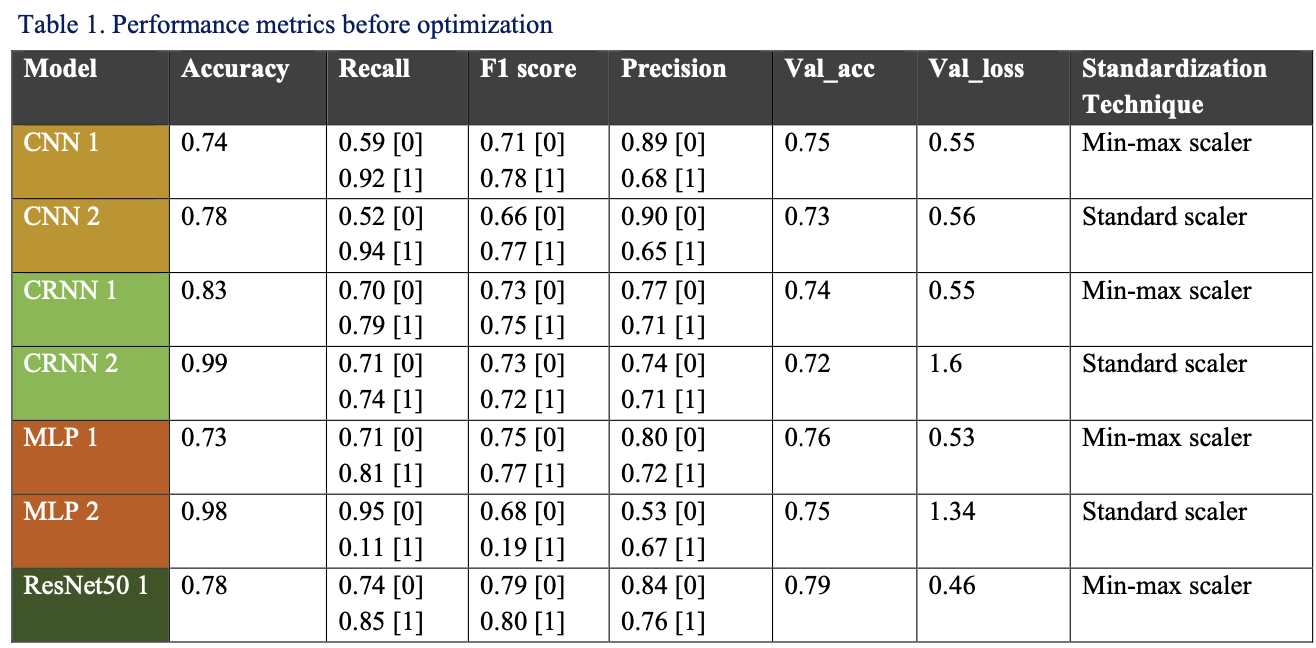 Table 1. Performance metrics before optimization
Model Accuracy Recall F1 score Precision Val_acc Val_loss Standardization
Technique
CNN 1 0.74 0.59 [0] 0.71 [0] 0.89 [0] 0.75 0.55 Min-max scaler
0.92 [1] 0.78 [1] 0.68 [1]
CNN 2 0.78 0.52 [0] 0.66 [0] 0.90 [0] 0.73 0.56 Standard scaler
0.94 [1] 0.77 [1] 0.65 [1]
CRNN 1 0.83 0.70 [0] 0.73 [0] 0.77 [0] 0.74 0.55 Min-max scaler
0.79 [1] 0.75 [1] 0.71 [1]
CRNN 2 0.99 0.71 [0] 0.73 [0] 0.74 [0] 0.72 1.6 Standard scaler
0.74 [1] 0.72 [1] 0.71 [1]
MLP 1 0.73 0.71 [0] 0.75 [0] 0.80 [0] 0.76 0.53 Min-max scaler
0.81 [1] 0.77 [1] 0.72 [1]
MLP 2 0.98 0.95 [0] 0.68 [0] 0.53 [0] 0.75 1.34 Standard scaler
0.11 [1] 0.19 [1] 0.67 [1]
ResNet50 1 0.78 0.74 [0] 0.79 [0] 0.84 [0] 0.79 0.46 Min-max scaler
0.85 [1] 0.80 [1] 0.76 [1]